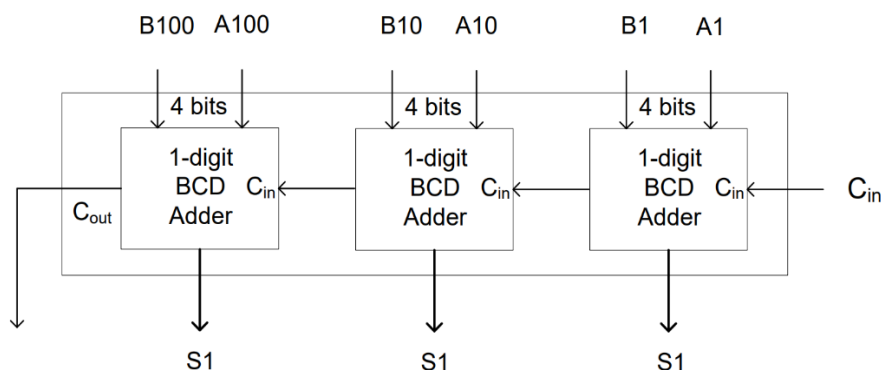 B100 A100 B10 A10 B1 A1
4 bits 4 bits 4 bits
1-digit 1-digit 1-digit
BCD Cin BCD Cin BCD Cin Cin
Adder Adder Adder
Cout
S1 S1 S1